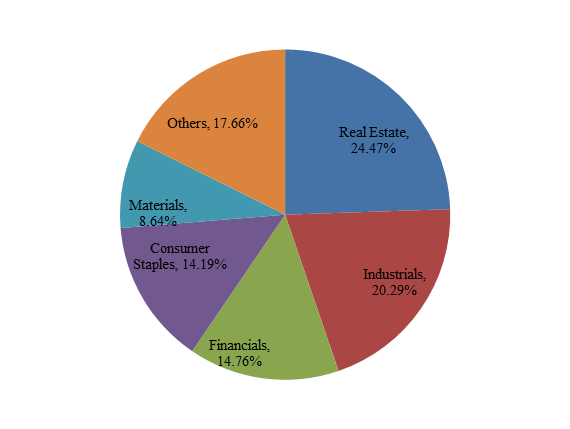 Real Estate,
24.47%
Industrials,
20.29%
Financials,
14.76%
Consumer
Staples, 14.19%
Materials,
8.64%
Others, 17.66%